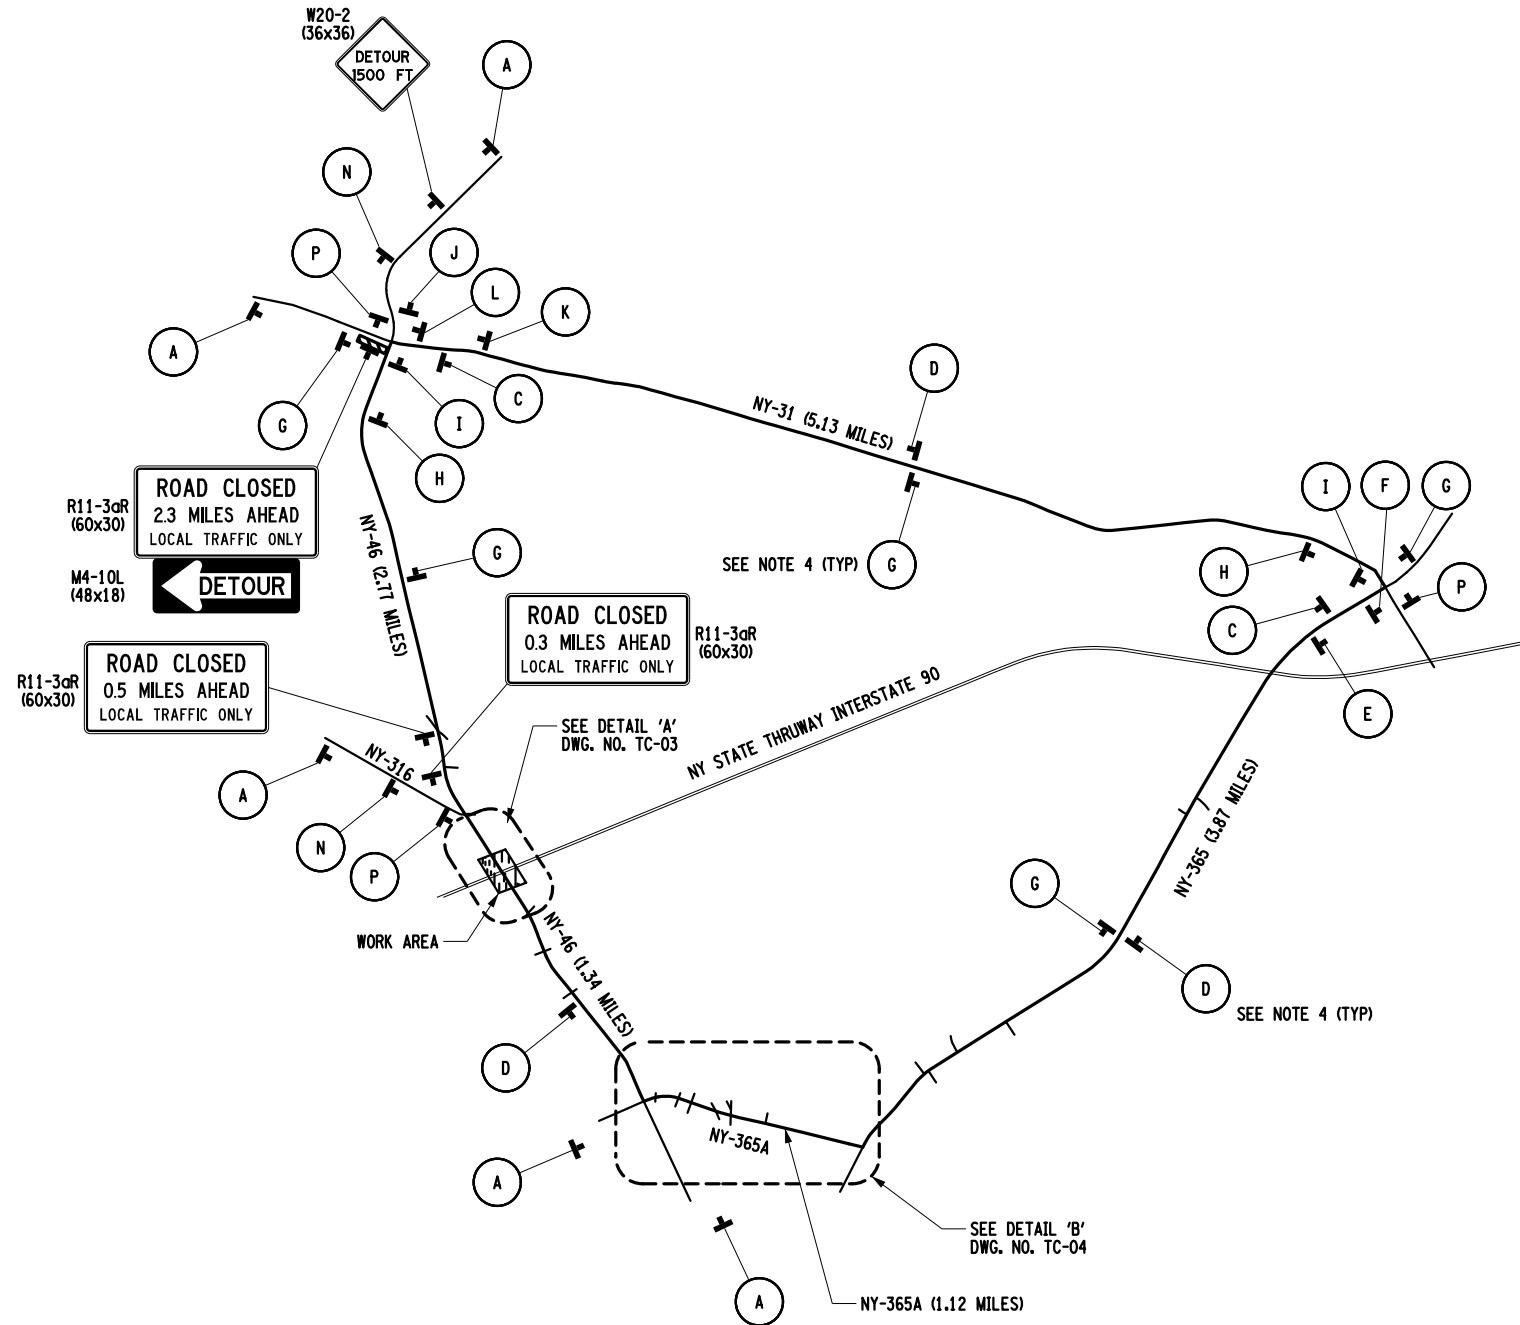 W20-2
(36x36)
DETOUR
1500 FT
A
N
P
J
L
K
A
G
C
I
H
D
NY-31 (5.13 MILES)
ROAD CLOSED
2.3 MILES AHEAD
LOCAL TRAFFIC ONLY
R11-3aR
(60x30)
M4-10L
(48x18)
DETOUR
NY-46 (2.77 MILES)
G
SEE NOTE 4 (TYP)
G
I
F
G
H
P
C
E
ROAD CLOSED
0.3 MILES AHEAD
LOCAL TRAFFIC ONLY
R11-3aR
(60x30)
ROAD CLOSED
0.5 MILES AHEAD
LOCAL TRAFFIC ONLY
R11-3aR
(60x30)
SEE DETAIL 'A'
DWG. NO. TC-03
NY STATE THRUWAY INTERSTATE 90
NY-316
A
N
P
WORK AREA
NY-46 (1.34 MILES)
D
NY-365 (3.87 MILES)
G
D
SEE NOTE 4 (TYP)
NY-365A
A
SEE DETAIL 'B'
DWG. NO. TC-04
A
NY-365A (1.12 MILES)